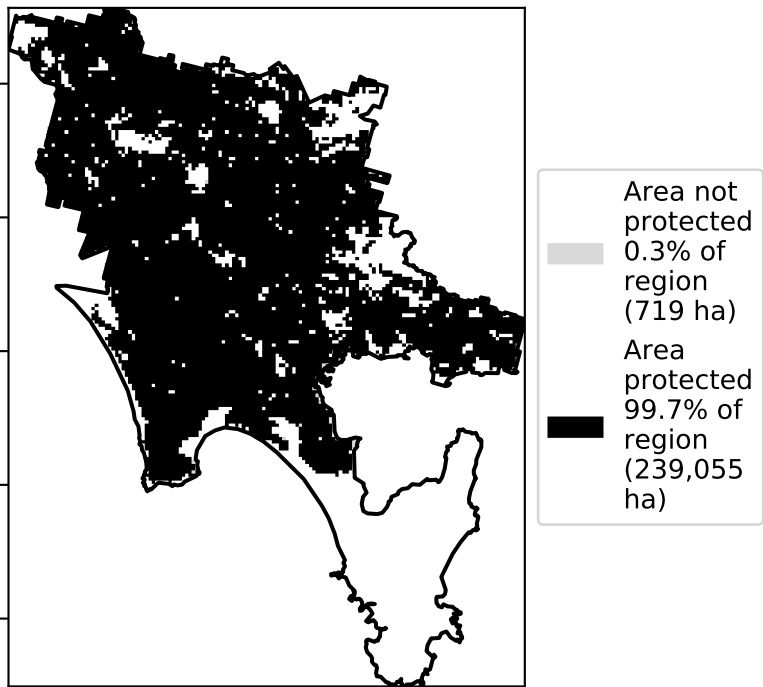 Area not
protected
0.3% of
region
(719 ha)
Area
protected
99.7% of
region
(239,055
ha)